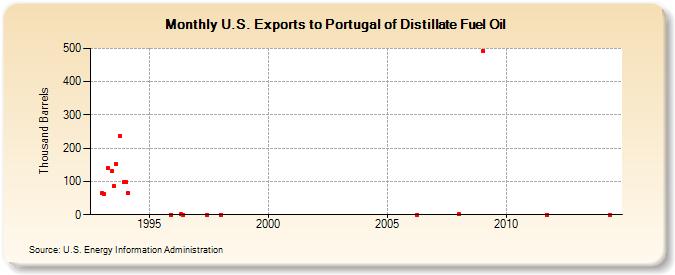 Monthly U.S. Exports to Portugal of Distillate Fuel Oil
Thousand Barrels
500
400
300
200
100
0
1995 2000 2005 2010
Source: U.S. Energy Information Administration